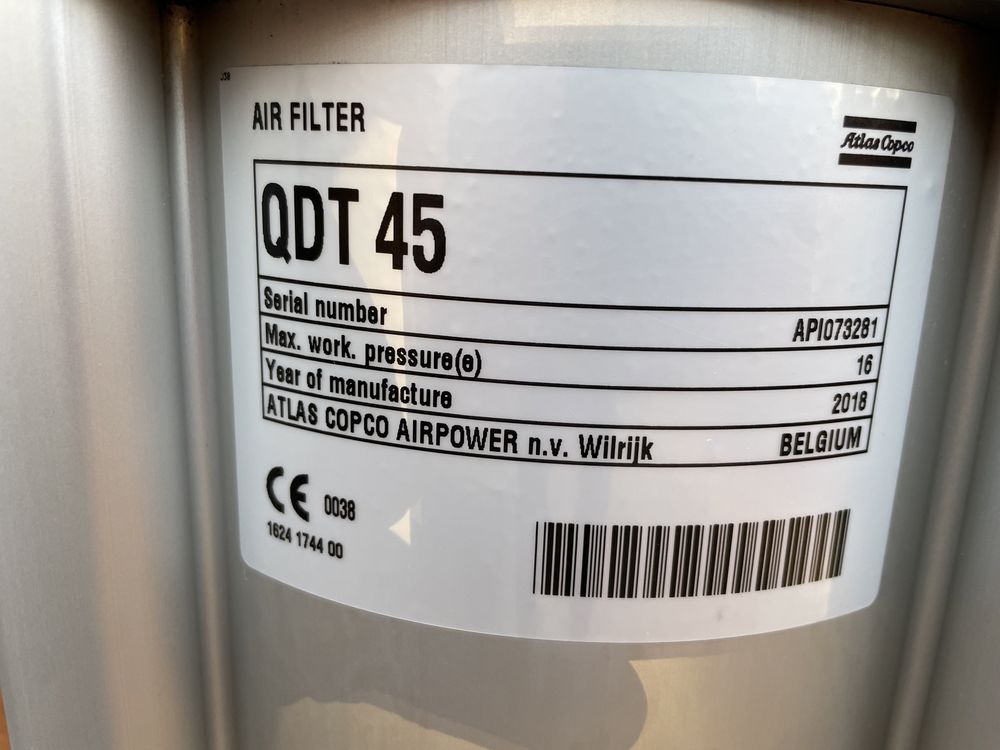 AIR FILTER
Atlas Copco
QDT 45
Serial number API073281
Max. work. pressure(e) 16
Year of manufacture 2018
ATLAS COPCO AIRPOWER n.v. Wilrijk BELGIUM
CE 0038
1624 1744 00